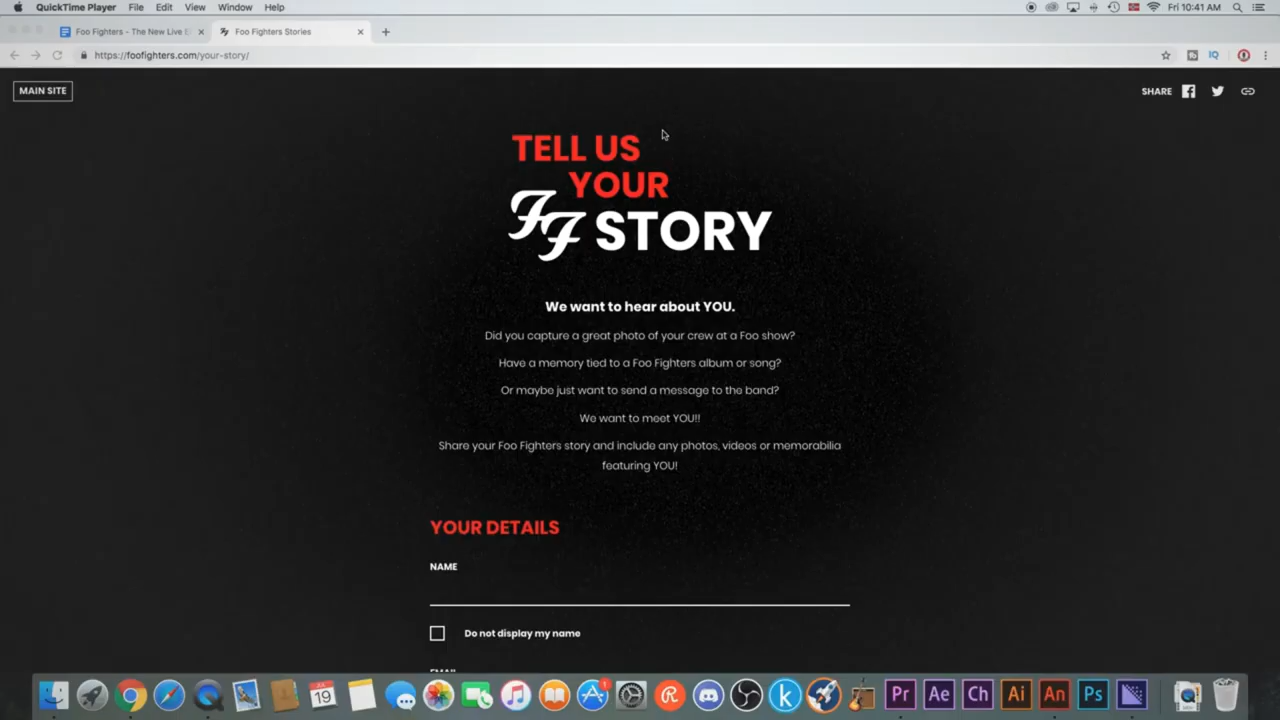 QuickTime Player File Edit View Window Help Fri 10:41 AM
Foo Fighters - The New Live E Foo Fighters Stories
https://foofighters.com/your-story/
MAIN SITE
SHARE
TELL US
YOUR
FF STORY
We want to hear about YOU.
Did you capture a great photo of your crew at a Foo show?
Have a memory tied to a Foo Fighters album or song?
Or maybe just want to send a message to the band?
We want to meet YOU!!
Share your Foo Fighters story and include any photos, videos or memorabilia
featuring YOU!
YOUR DETAILS
NAME
Do not display my name
EMAIL
JUL
19
1
Pr Ae Ch Ai An Ps